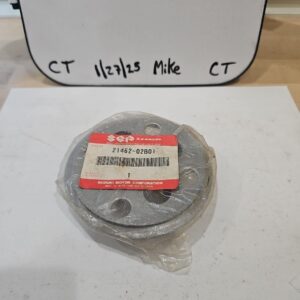 CT 1/27/25 Mike CT
SGP
21462-02B01
1
SUZUKI MOTOR CORPORATION